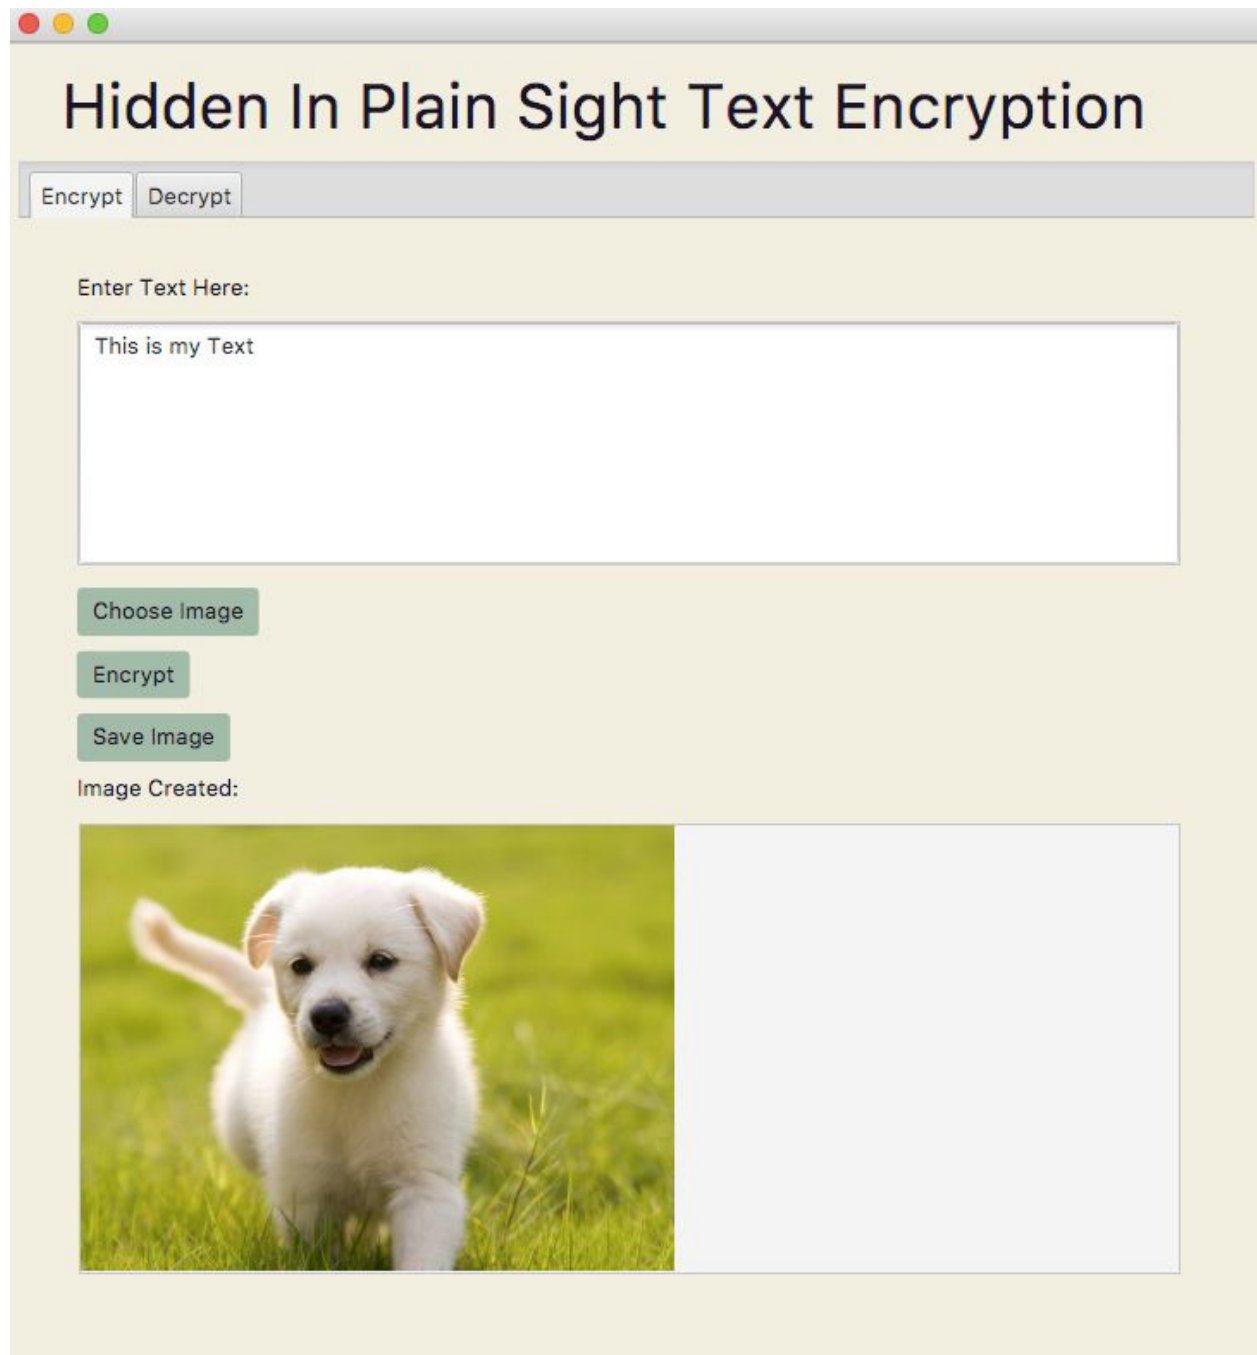 Hidden In Plain Sight Text Encryption
Encrypt Decrypt
Enter Text Here:
This is my Text
Choose Image
Encrypt
Save Image
Image Created: